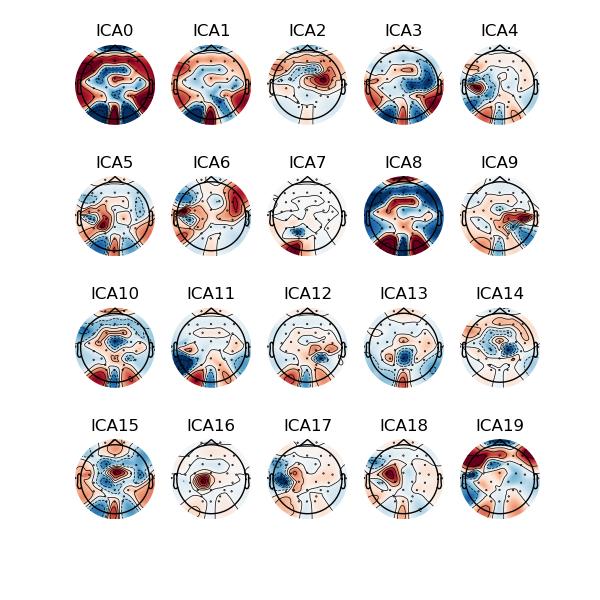 ICA0 ICA1 ICA2 ICA3 ICA4
ICA5 ICA6 ICA7 ICA8 ICA9
ICA10 ICA11 ICA12 ICA13 ICA14
ICA15 ICA16 ICA17 ICA18 ICA19